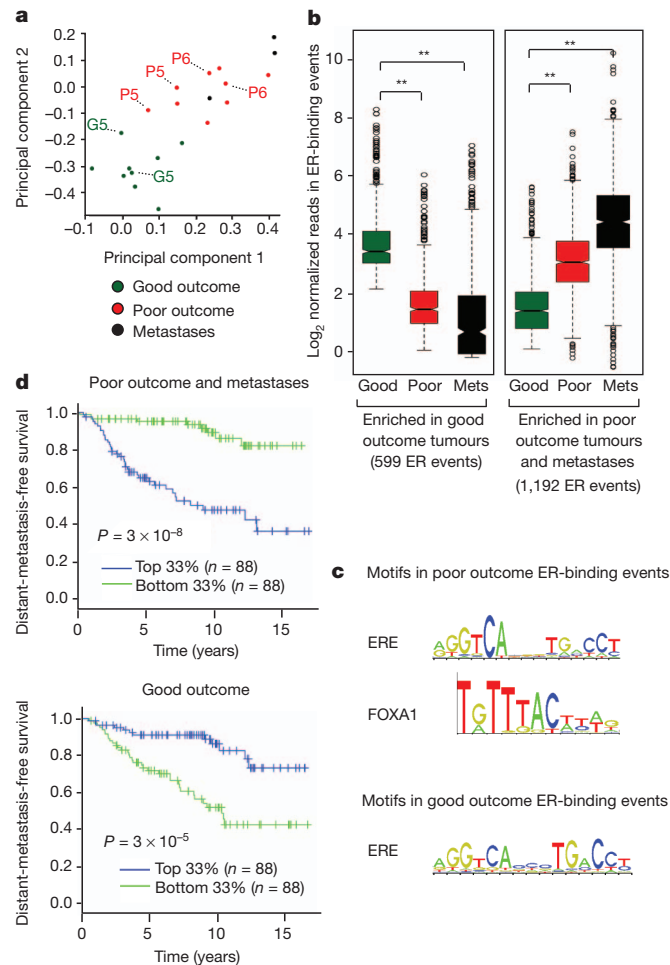 a
Principal component 2
0.2
0.1
0.0
−0.1
−0.2
−0.3
−0.4
P6
P5
P6
P5
G5
G5
0.0 0.1 0.2 0.3 0.4
Principal component 1
Good outcome
Poor outcome
Metastases
b
Log2 normalized reads in ER-binding events
10
8
6
4
2
0
**
**
**
**
Good Poor Mets
Good Poor Mets
Enriched in good
outcome tumours
(599 ER events)
Enriched in poor
outcome tumours
and metastases
(1,192 ER events)
d
Poor outcome and metastases
Distant-metastasis-free survival
1.0
0.8
0.6
0.4
0.2
0.0
P = 3 × 10−8
Top 33% (n = 88)
Bottom 33% (n = 88)
0 5 10 15
Time (years)
Good outcome
Distant-metastasis-free survival
1.0
0.8
0.6
0.4
0.2
0.0
P = 3 × 10−5
Top 33% (n = 88)
Bottom 33% (n = 88)
0 5 10 15
Time (years)
c
Motifs in poor outcome ER-binding events
ERE
AGGTCA TGACCT
FOXA1
TGTTTAC
Motifs in good outcome ER-binding events
ERE
AGGTCA TGACCT